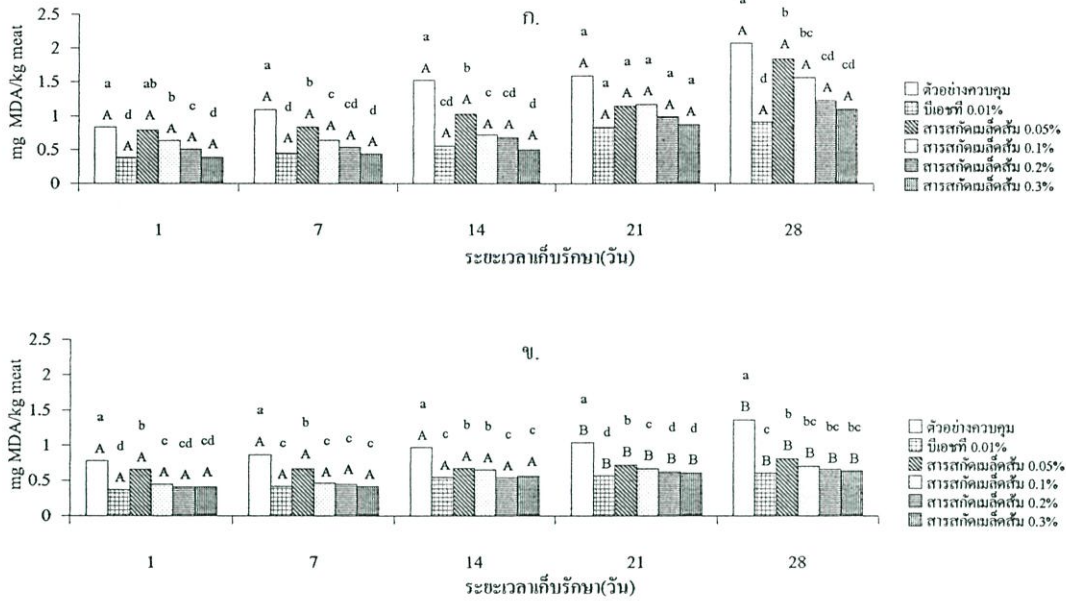 ก.
mg MDA/kg meat
2.5
2
1.5
1
0.5
0
a d ab b c d
A A A A A A
a d b c cd d
A A A A A A
a cd b c cd d
A A A A A A
a a a a a a
A A A A A A
a d b bc cd cd
A A A A A A
1 7 14 21 28
ระยะเวลาเก็บรักษา(วัน)
ตัวอย่างควบคุม
บีเอชที 0.01%
สารสกัดเมล็ดส้ม 0.05%
สารสกัดเมล็ดส้ม 0.1%
สารสกัดเมล็ดส้ม 0.2%
สารสกัดเมล็ดส้ม 0.3%
ข.
mg MDA/kg meat
2.5
2
1.5
1
0.5
0
a d b c cd cd
A A A A A A
a c b c c c
A A A A A A
a c b b c c
A A A A A A
a d b c d d
B B B B B B
a c b bc bc bc
B B B B B B
1 7 14 21 28
ระยะเวลาเก็บรักษา(วัน)
ตัวอย่างควบคุม
บีเอชที 0.01%
สารสกัดเมล็ดส้ม 0.05%
สารสกัดเมล็ดส้ม 0.1%
สารสกัดเมล็ดส้ม 0.2%
สารสกัดเมล็ดส้ม 0.3%